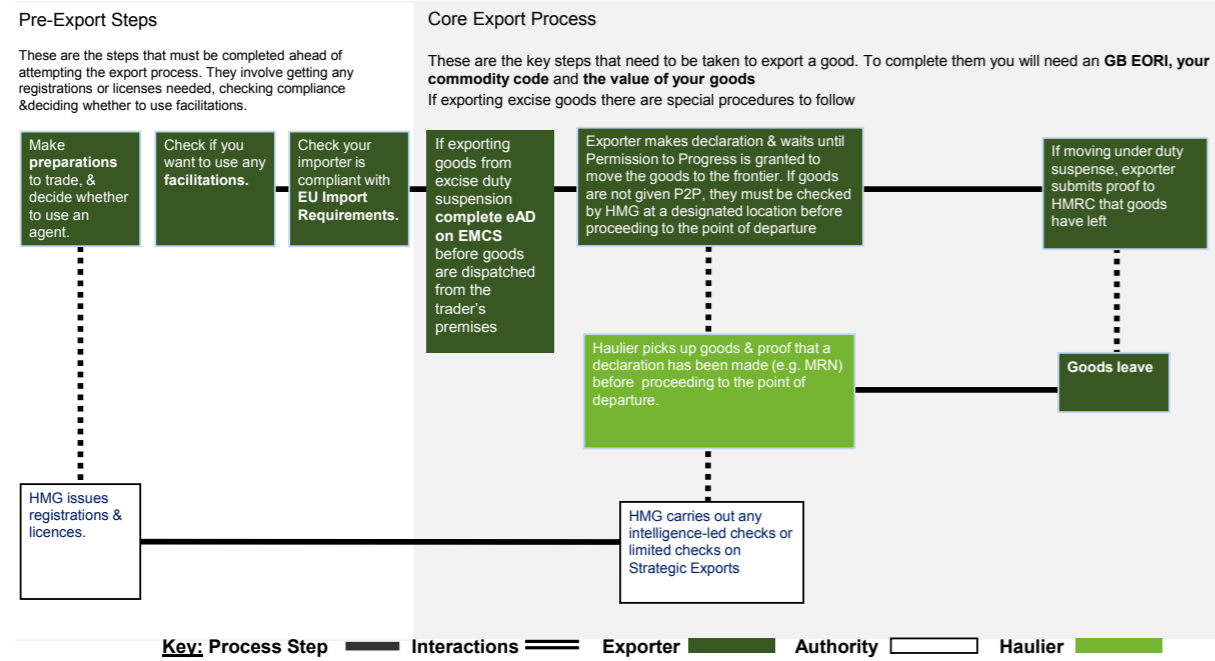 Pre-Export Steps
These are the steps that must be completed ahead of
attempting the export process. They involve getting any
registrations or licenses needed, checking compliance
&deciding whether to use facilitations.
Core Export Process
These are the key steps that need to be taken to export a good. To complete them you will need an GB EORI, your
commodity code and the value of your goods
If exporting excise goods there are special procedures to follow
Make
preparations
to trade, &
decide whether
to use an
agent.
Check if you
want to use any
facilitations.
Check your
importer is
compliant with
EU Import
Requirements.
If exporting
goods from
excise duty
suspension
complete eAD
on EMCS
before goods
are dispatched
from the
trader's
premises
Exporter makes declaration & waits until
Permission to Progress is granted to
move the goods to the frontier. If goods
are not given P2P, they must be checked
by HMG at a designated location before
proceeding to the point of departure
If moving under duty
suspense, exporter
submits proof to
HMRC that goods
have left
Haulier picks up goods & proof that a
declaration has been made (e.g. MRN)
before proceeding to the point of
departure.
Goods leave
HMG issues
registrations &
licences.
HMG carries out any
intelligence-led checks or
limited checks on
Strategic Exports
Key: Process Step Interactions Exporter Authority Haulier